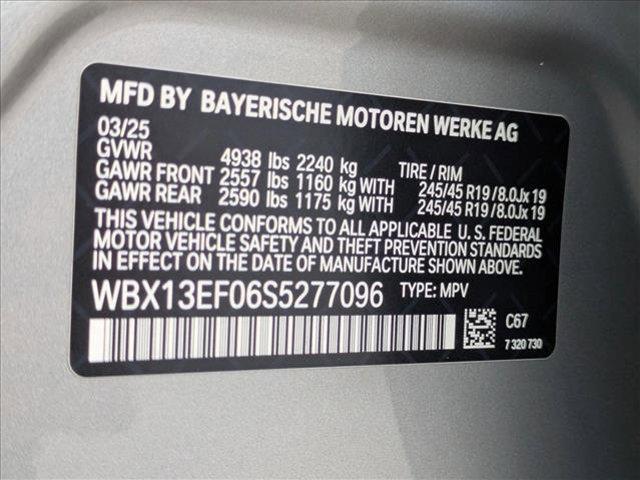 MFD BY BAYERISCHE MOTOREN WERKE AG
03/25
GVWR 4938 lbs 2240 kg TIRE / RIM
GAWR FRONT 2557 lbs 1160 kg WITH 245/45 R19/8.0Jx19
GAWR REAR 2590 lbs 1175 kg WITH 245/45 R19/8.0Jx19
THIS VEHICLE CONFORMS TO ALL APPLICABLE U.S. FEDERAL
MOTOR VEHICLE SAFETY AND THEFT PREVENTION STANDARDS
IN EFFECT ON THE DATE OF MANUFACTURE SHOWN ABOVE.
WBX13EF06S5277096 TYPE: MPV
C67
7 320 730